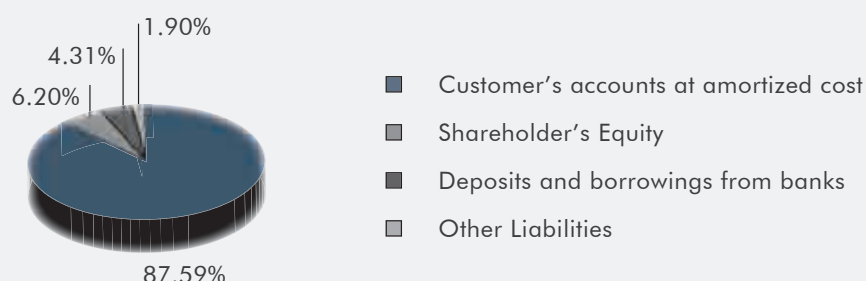 1.90%
4.31%
6.20%
87.59%
Customer's accounts at amortized cost
Shareholder's Equity
Deposits and borrowings from banks
Other Liabilities